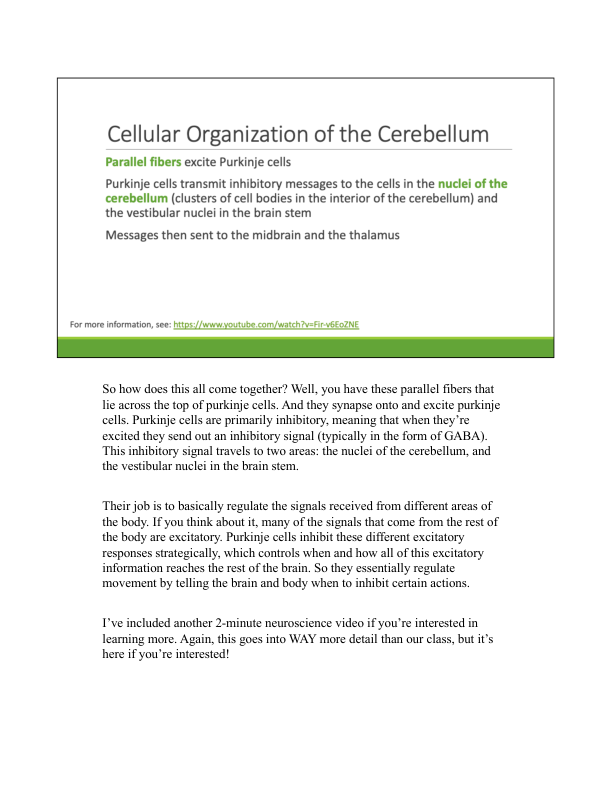 Cellular Organization of the Cerebellum
Parallel fibers excite Purkinje cells
Purkinje cells transmit inhibitory messages to the cells in the nuclei of the
cerebellum (clusters of cell bodies in the interior of the cerebellum) and
the vestibular nuclei in the brain stem
Messages then sent to the midbrain and the thalamus
For more information, see: https://www.youtube.com/watch?v=Fir-v6EoZNE
So how does this all come together? Well, you have these parallel fibers that
lie across the top of purkinje cells. And they synapse onto and excite purkinje
cells. Purkinje cells are primarily inhibitory, meaning that when they’re
excited they send out an inhibitory signal (typically in the form of GABA).
This inhibitory signal travels to two areas: the nuclei of the cerebellum, and
the vestibular nuclei in the brain stem.
Their job is to basically regulate the signals received from different areas of
the body. If you think about it, many of the signals that come from the rest of
the body are excitatory. Purkinje cells inhibit these different excitatory
responses strategically, which controls when and how all of this excitatory
information reaches the rest of the brain. So they essentially regulate
movement by telling the brain and body when to inhibit certain actions.
I’ve included another 2-minute neuroscience video if you’re interested in
learning more. Again, this goes into WAY more detail than our class, but it’s
here if you’re interested!